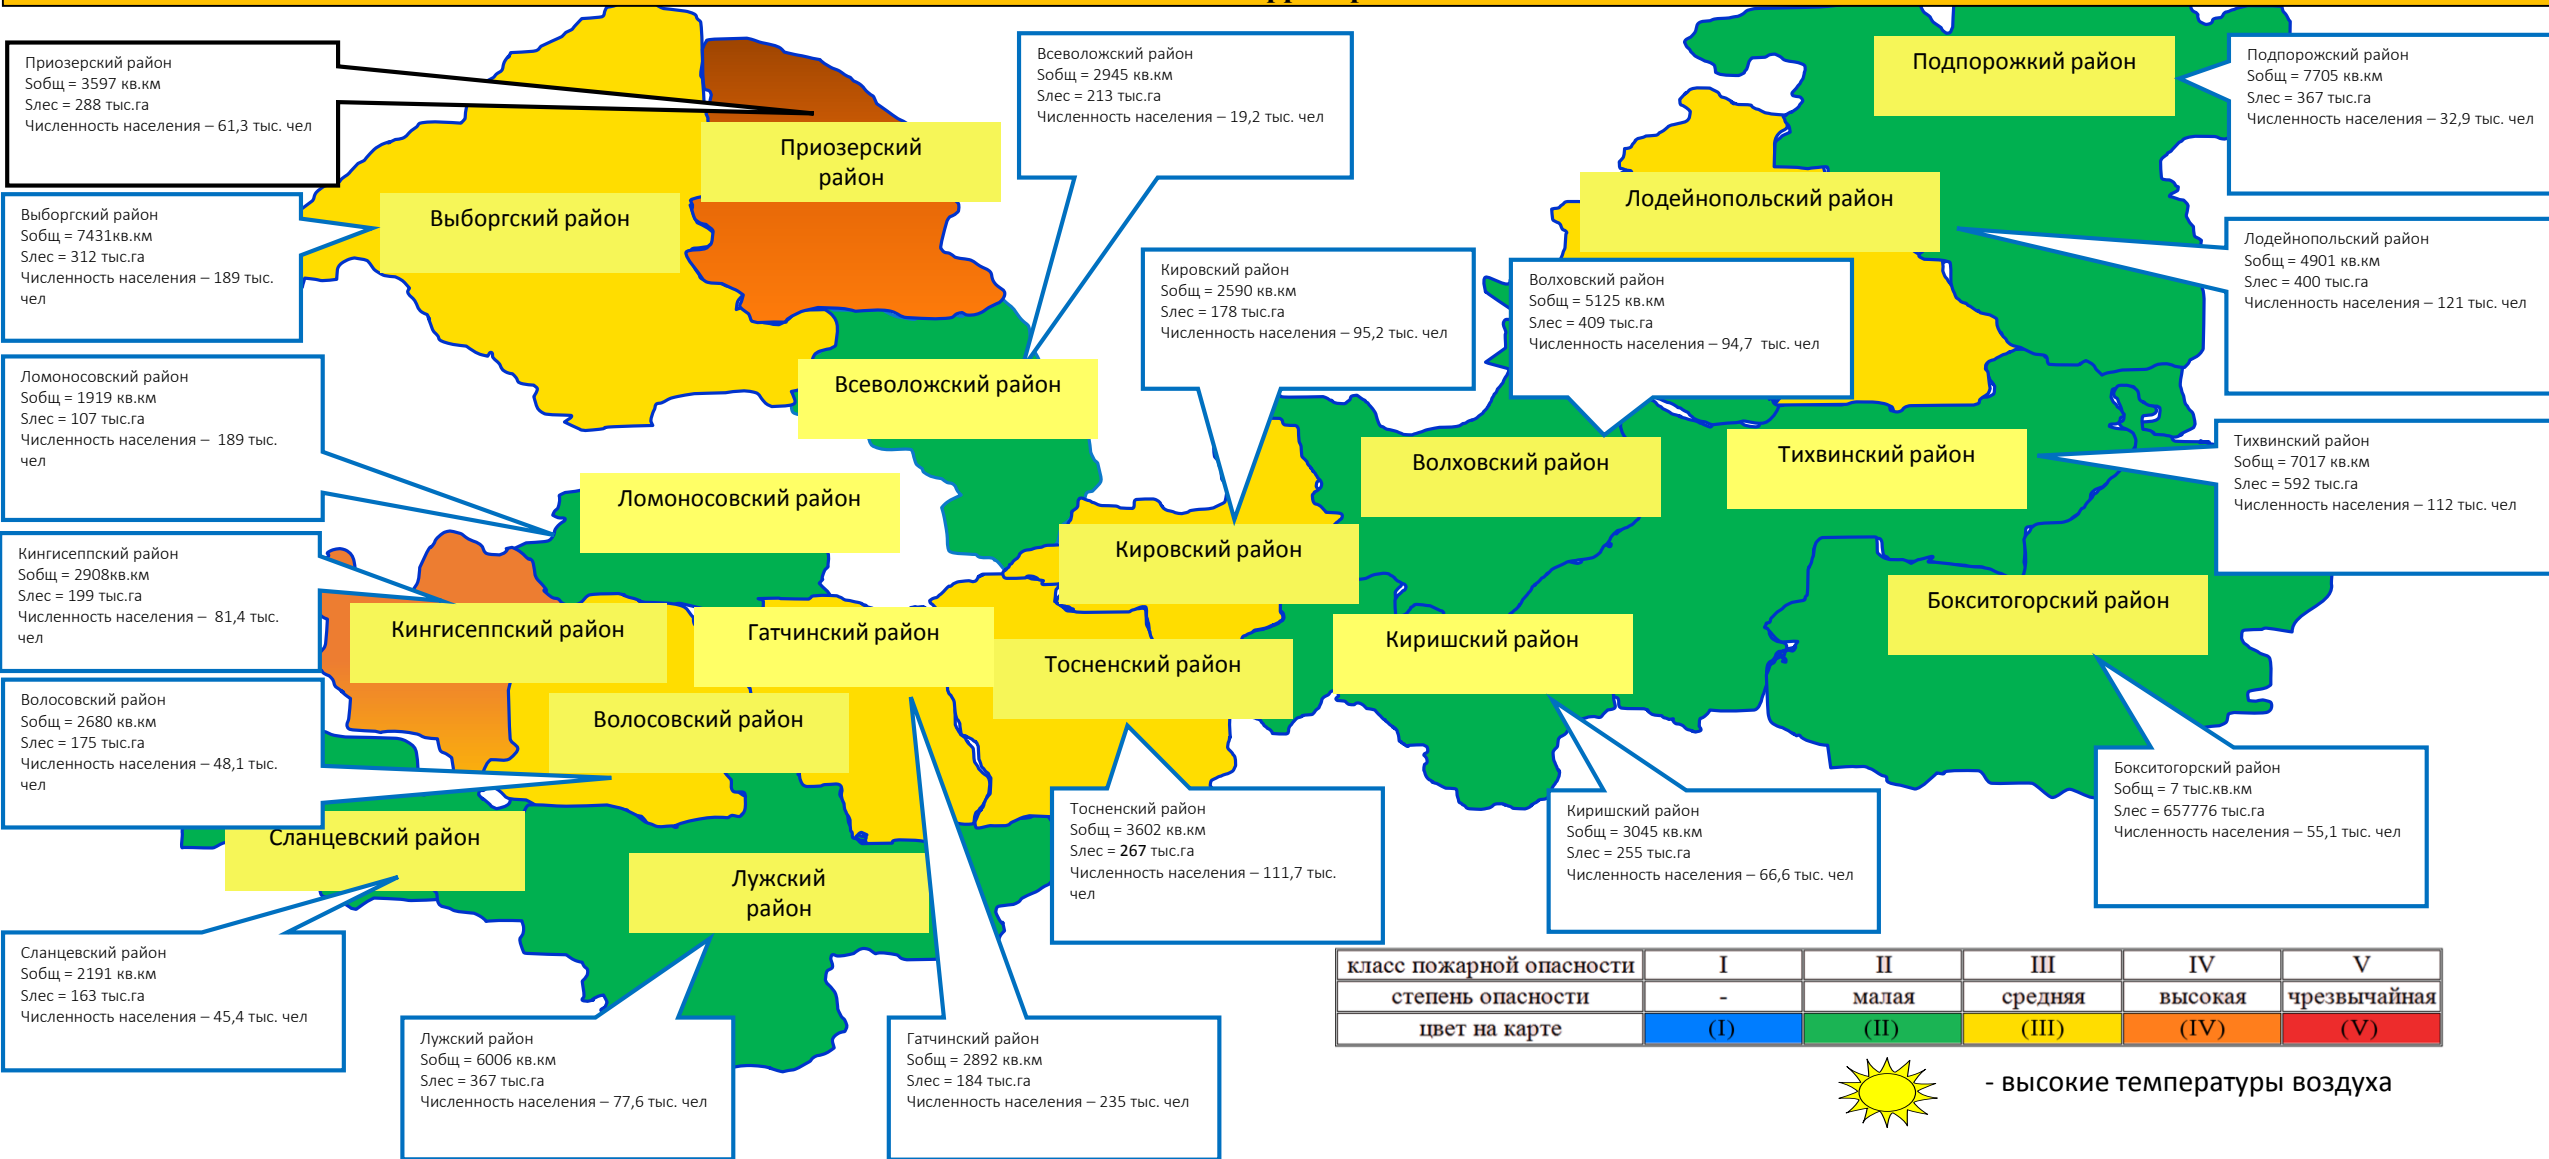 Приозерский район
Sобщ = 3597 кв.км
Sлес = 288 тыс.га
Численность населения – 61,3 тыс. чел
Всеволожский район
Sобщ = 2945 кв.км
Sлес = 213 тыс.га
Численность населения – 19,2 тыс. чел
Подпорожкий район
Подпорожский район
Sобщ = 7705 кв.км
Sлес = 367 тыс.га
Численность населения – 32,9 тыс. чел
Приозерский
район
Выборгский район
Sобщ = 7431кв.км
Sлес = 312 тыс.га
Численность населения – 189 тыс.
чел
Выборгский район
Лодейнопольский район
Лодейнопольский район
Sобщ = 4901 кв.км
Sлес = 400 тыс.га
Численность населения – 121 тыс. чел
Кировский район
Sобщ = 2590 кв.км
Sлес = 178 тыс.га
Численность населения – 95,2 тыс. чел
Волховский район
Sобщ = 5125 кв.км
Sлес = 409 тыс.га
Численность населения – 94,7 тыс. чел
Ломоносовский район
Sобщ = 1919 кв.км
Sлес = 107 тыс.га
Численность населения – 189 тыс.
чел
Всеволожский район
Волховский район
Тихвинский район
Тихвинский район
Sобщ = 7017 кв.км
Sлес = 592 тыс.га
Численность населения – 112 тыс. чел
Ломоносовский район
Кингисеппский район
Sобщ = 2908кв.км
Sлес = 199 тыс.га
Численность населения – 81,4 тыс.
чел
Кировский район
Бокситогорский район
Кингисеппский район
Гатчинский район
Тосненский район
Киришский район
Волосовский район
Sобщ = 2680 кв.км
Sлес = 175 тыс.га
Численность населения – 48,1 тыс.
чел
Волосовский район
Сланцевский район
Тосненский район
Sобщ = 3602 кв.км
Sлес = 267 тыс.га
Численность населения – 111,7 тыс.
чел
Киришский район
Sобщ = 3045 кв.км
Sлес = 255 тыс.га
Численность населения – 66,6 тыс. чел
Бокситогорский район
Sобщ = 7 тыс.кв.км
Sлес = 657776 тыс.га
Численность населения – 55,1 тыс. чел
Лужский
район
Сланцевский район
Sобщ = 2191 кв.км
Sлес = 163 тыс.га
Численность населения – 45,4 тыс. чел
Лужский район
Sобщ = 6006 кв.км
Sлес = 367 тыс.га
Численность населения – 77,6 тыс. чел
Гатчинский район
Sобщ = 2892 кв.км
Sлес = 184 тыс.га
Численность населения – 235 тыс. чел
класс пожарной опасности I II III IV V
степень опасности - малая средняя высокая чрезвычайная
цвет на карте (I) (II) (III) (IV) (V)
- высокие температуры воздуха